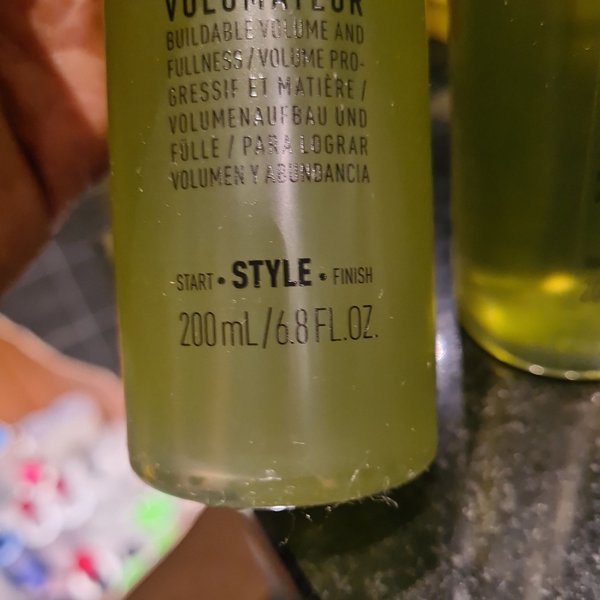 VOLUMATEUR
BUILDABLE VOLUME AND
FULLNESS / VOLUME PRO-
GRESSIF ET MATIÈRE /
VOLUMENAUFBAU UND
FÜLLE / PARA LOGRAR
VOLUMEN Y ABUNDANCIA
START • STYLE • FINISH
200 mL / 6.8 FL.OZ.